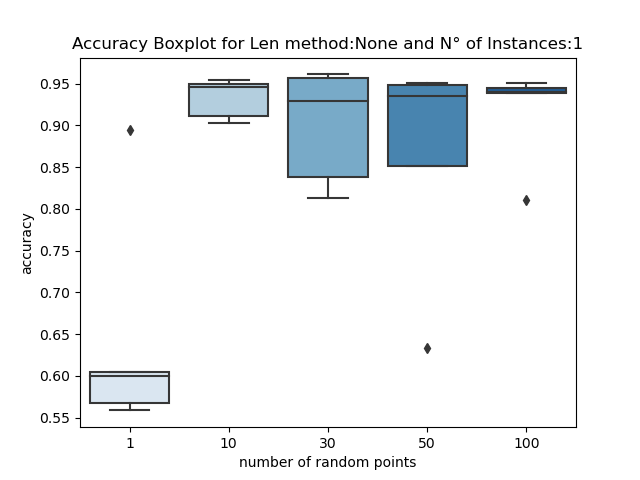 Accuracy Boxplot for Len method:None and N° of Instances:1
0.95
0.90
0.85
0.80
0.75
0.70
0.65
0.60
0.55
accuracy
1 10 30 50 100
number of random points